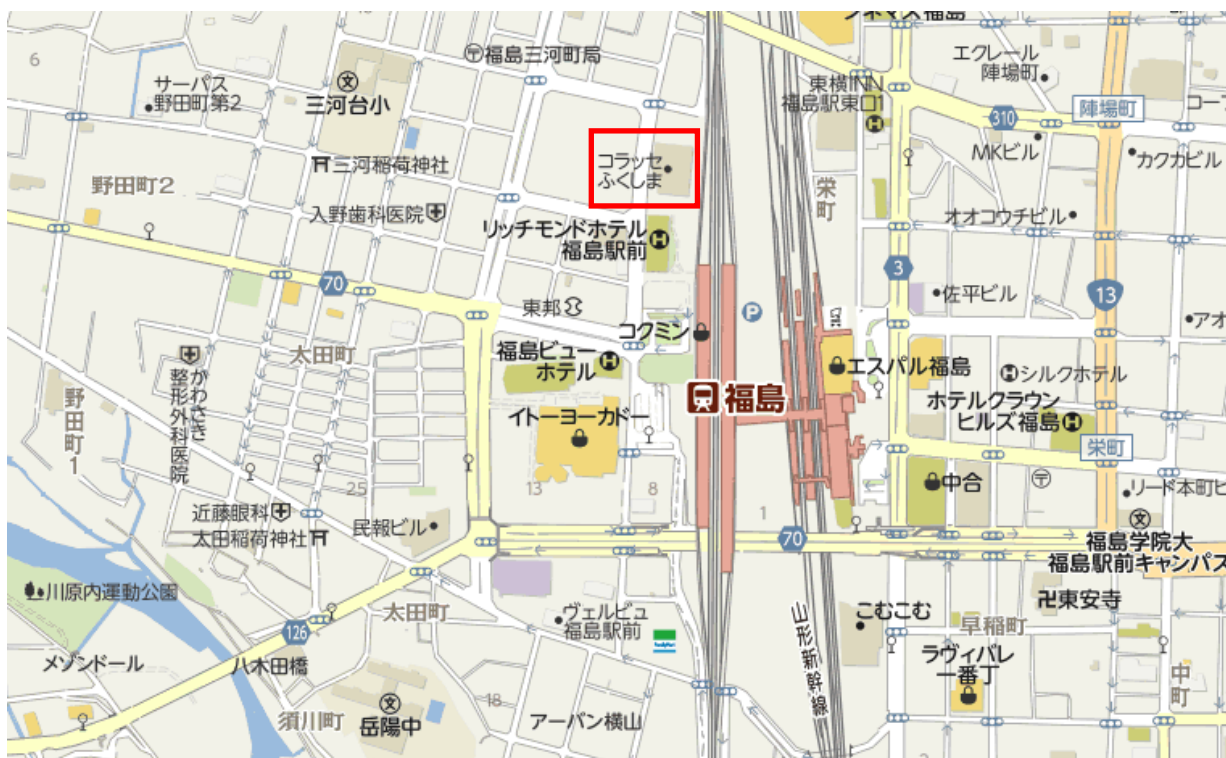 シネマズ福島
6
〒福島三河町局
エクレール
陣場町
サーパス
野田町第2
三河台小
東横INN
福島駅東口1
310
陣場町
MKビル
カクカビル
コラッセ
ふくしま
三河稲荷神社
野田町2
栄町
入野歯科医院
オオコウチビル
リッチモンドホテル
福島駅前
70
3
13
佐平ビル
東邦
P
コクミン
太田町
福島ビュー
ホテル
エスパル福島
シルクホテル
かわさき
整形外科医院
福島
ホテルクラウン
ヒルズ福島
野田町1
イトーヨーカドー
栄町
25
13
8
1
中合
〒
近藤眼科
太田稲荷神社
民報ビル
70
福島学院大
福島駅前キャンパス
川原内運動公園
太田町
ヴェルビュ
福島駅前
FamilyMart
山形新幹線
こむこむ
卍東安寺
早稲町
126
メゾンドール
八木田橋
ラヴィバレ
一番丁
中町
須川町
岳陽中
18
アーバン横山
1